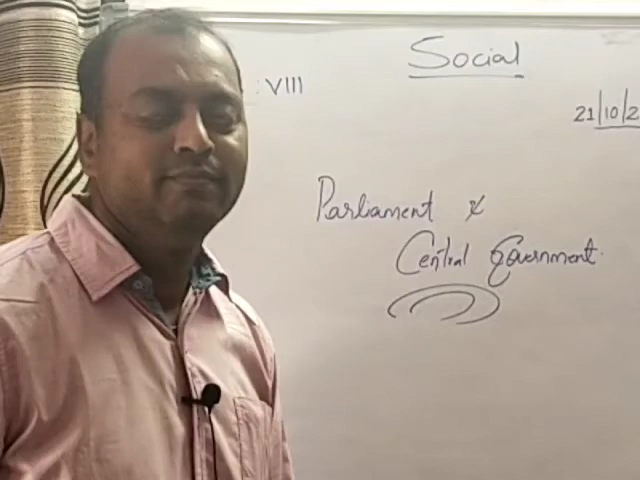 Social
: VIII
21/10/2
Parliament &
Central Government.